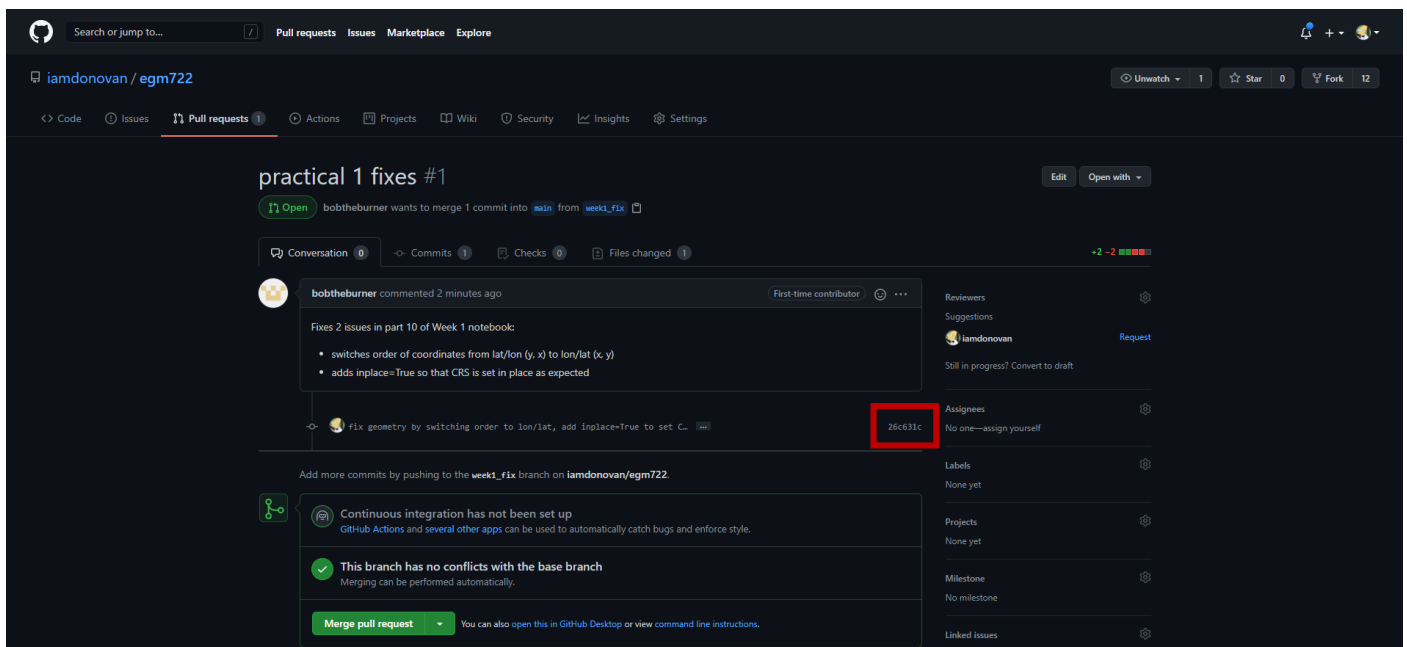 Search or jump to... /
Pull requests Issues Marketplace Explore
iamdonovan / egm722
Unwatch 1 Star 0 Fork 12
<> Code Issues Pull requests 1 Actions Projects Wiki Security Insights Settings
practical 1 fixes #1
Edit Open with
Open bobtheburner wants to merge 1 commit into main from week1_fix
Conversation 0 Commits 1 Checks 0 Files changed 1
+2 −2
bobtheburner commented 2 minutes ago First-time contributor ...
Fixes 2 issues in part 10 of Week 1 notebook:
• switches order of coordinates from lat/lon (y, x) to lon/lat (x, y)
• adds inplace=True so that CRS is set in place as expected
fix geometry by switching order to lon/lat, add inplace=True to set C… ...
26c631c
Add more commits by pushing to the week1_fix branch on iamdonovan/egm722.
Continuous integration has not been set up
GitHub Actions and several other apps can be used to automatically catch bugs and enforce style.
This branch has no conflicts with the base branch
Merging can be performed automatically.
Merge pull request You can also open this in GitHub Desktop or view command line instructions.
Reviewers
Suggestions
iamdonovan Request
Still in progress? Convert to draft
Assignees
No one—assign yourself
Labels
None yet
Projects
None yet
Milestone
No milestone
Linked issues